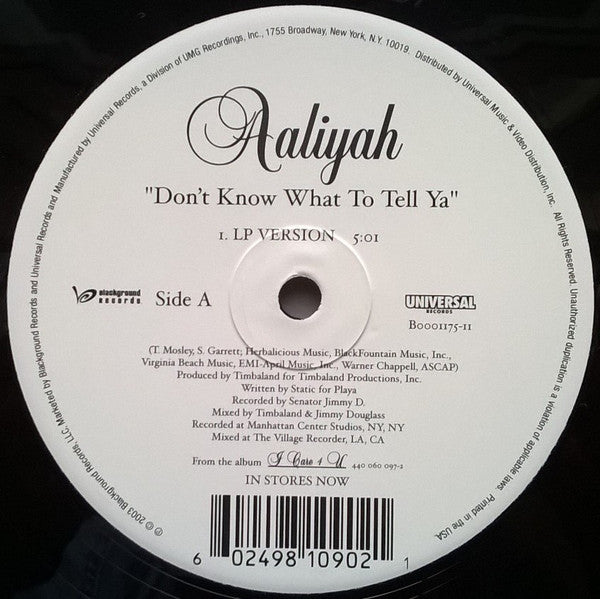 Aaliyah
"Don't Know What To Tell Ya"
1. LP VERSION 5:01
Blackground Records
Side A
UNIVERSAL
RECORDS
B0001175-11
(T. Mosley, S. Garrett; Herbalicious Music, BlackFountain Music, Inc.,
Virginia Beach Music, EMI-April Music, Inc., Warner Chappell, ASCAP)
Produced by Timbaland for Timbaland Productions, Inc.
Written by Static for Playa
Recorded by Senator Jimmy D.
Mixed by Timbaland & Jimmy Douglass
Recorded at Manhattan Center Studios, NY, NY
Mixed at The Village Recorder, LA, CA
From the album I Care 4 U 440 060 097-2
IN STORES NOW
6 02498 10902 1
℗ © 2003 Blackground Records, LLC. Marketed by Blackground Records and Universal Records and Manufactured by Universal Records, a Division of UMG Recordings, Inc., 1755 Broadway, New York, N.Y. 10019. Distributed by Universal Music & Video Distribution, Inc. All Rights Reserved. Unauthorized duplication is a violation of applicable laws. Printed in the USA.